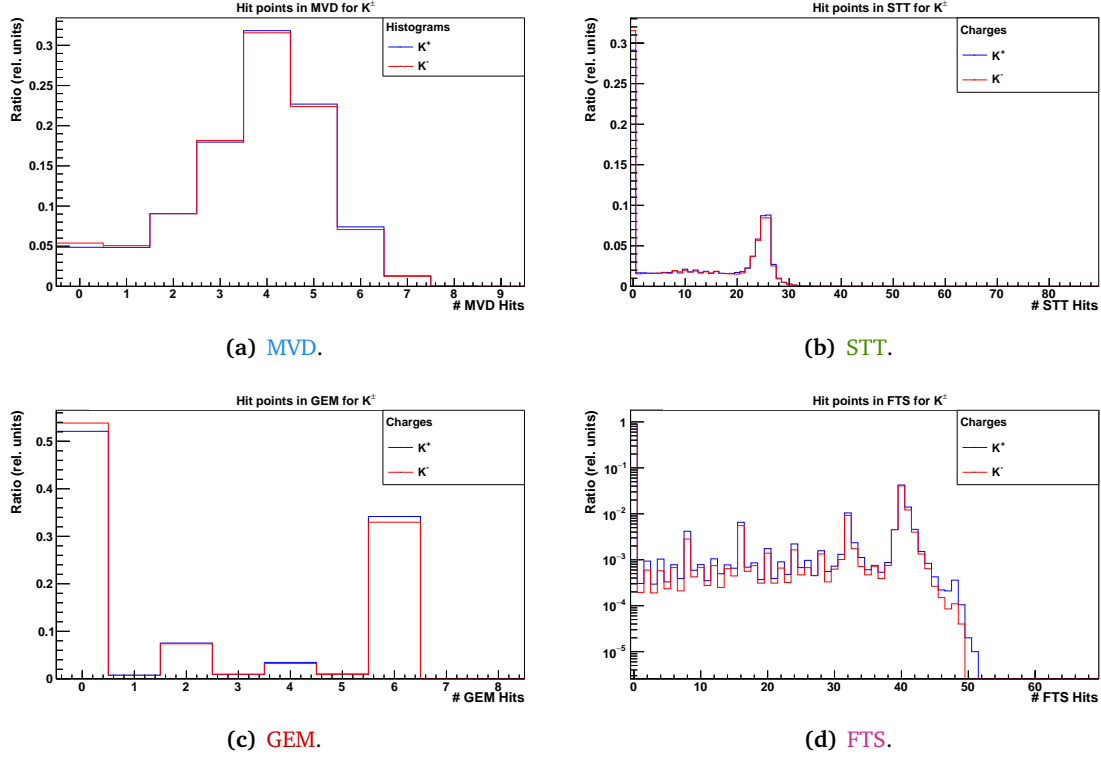 Hit points in MVD for K±
Ratio (rel. units)
0.3
0.25
0.2
0.15
0.1
0.05
0
0 1 2 3 4 5 6 7 8 9
# MVD Hits
Histograms
K+
K-
(a) MVD.
Hit points in STT for K±
Ratio (rel. units)
0.3
0.25
0.2
0.15
0.1
0.05
0
0 10 20 30 40 50 60 70 80
# STT Hits
Charges
K+
K-
(b) STT.
Hit points in GEM for K±
Ratio (rel. units)
0.5
0.4
0.3
0.2
0.1
0
0 1 2 3 4 5 6 7 8
# GEM Hits
Charges
K+
K-
(c) GEM.
Hit points in FTS for K±
Ratio (rel. units)
1
10⁻¹
10⁻²
10⁻³
10⁻⁴
10⁻⁵
0 10 20 30 40 50 60
# FTS Hits
Charges
K+
K-
(d) FTS.